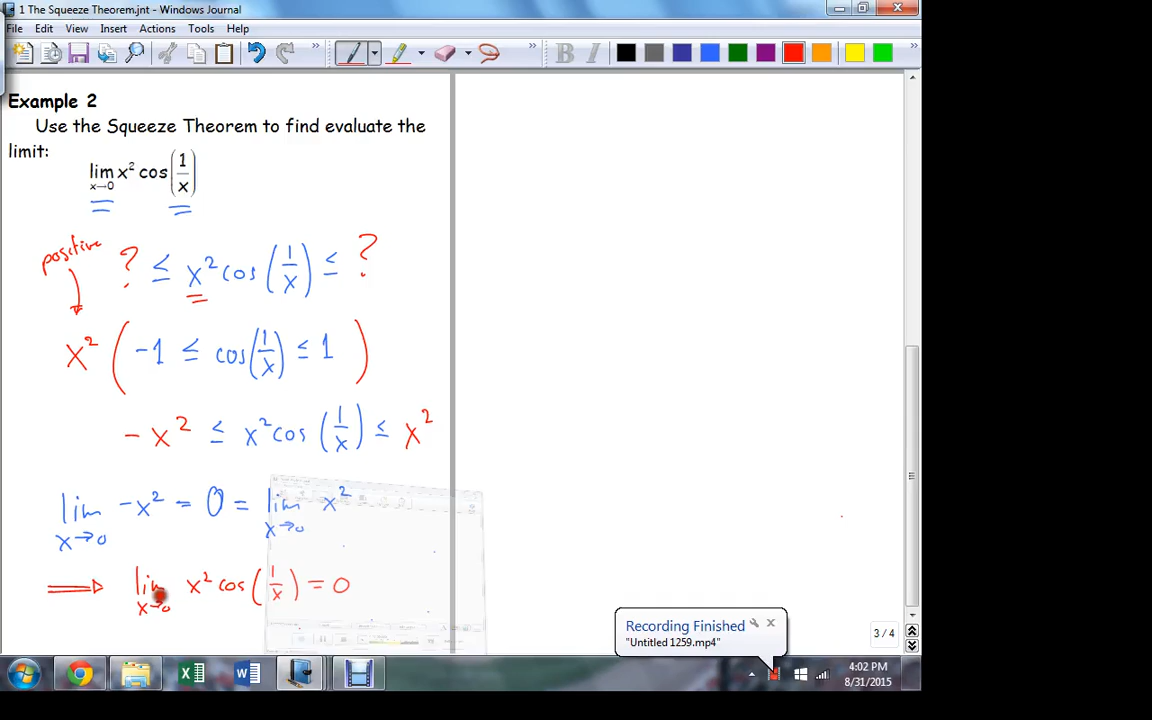 1 The Squeeze Theorem.jnt - Windows Journal
File Edit View Insert Actions Tools Help
» » B I »
Example 2
Use the Squeeze Theorem to find evaluate the
limit:
lim x→0 x² cos(1/x)
positive
? ≤ x² cos(1/x) ≤ ?
x² ( -1 ≤ cos(1/x) ≤ 1 )
-x² ≤ x² cos(1/x) ≤ x²
lim x→0 -x² = 0 = lim x→0 x²
⟹ lim x→0 x² cos(1/x) = 0
Recording Finished
"Untitled 1259.mp4"
3 / 4
4:02 PM
8/31/2015